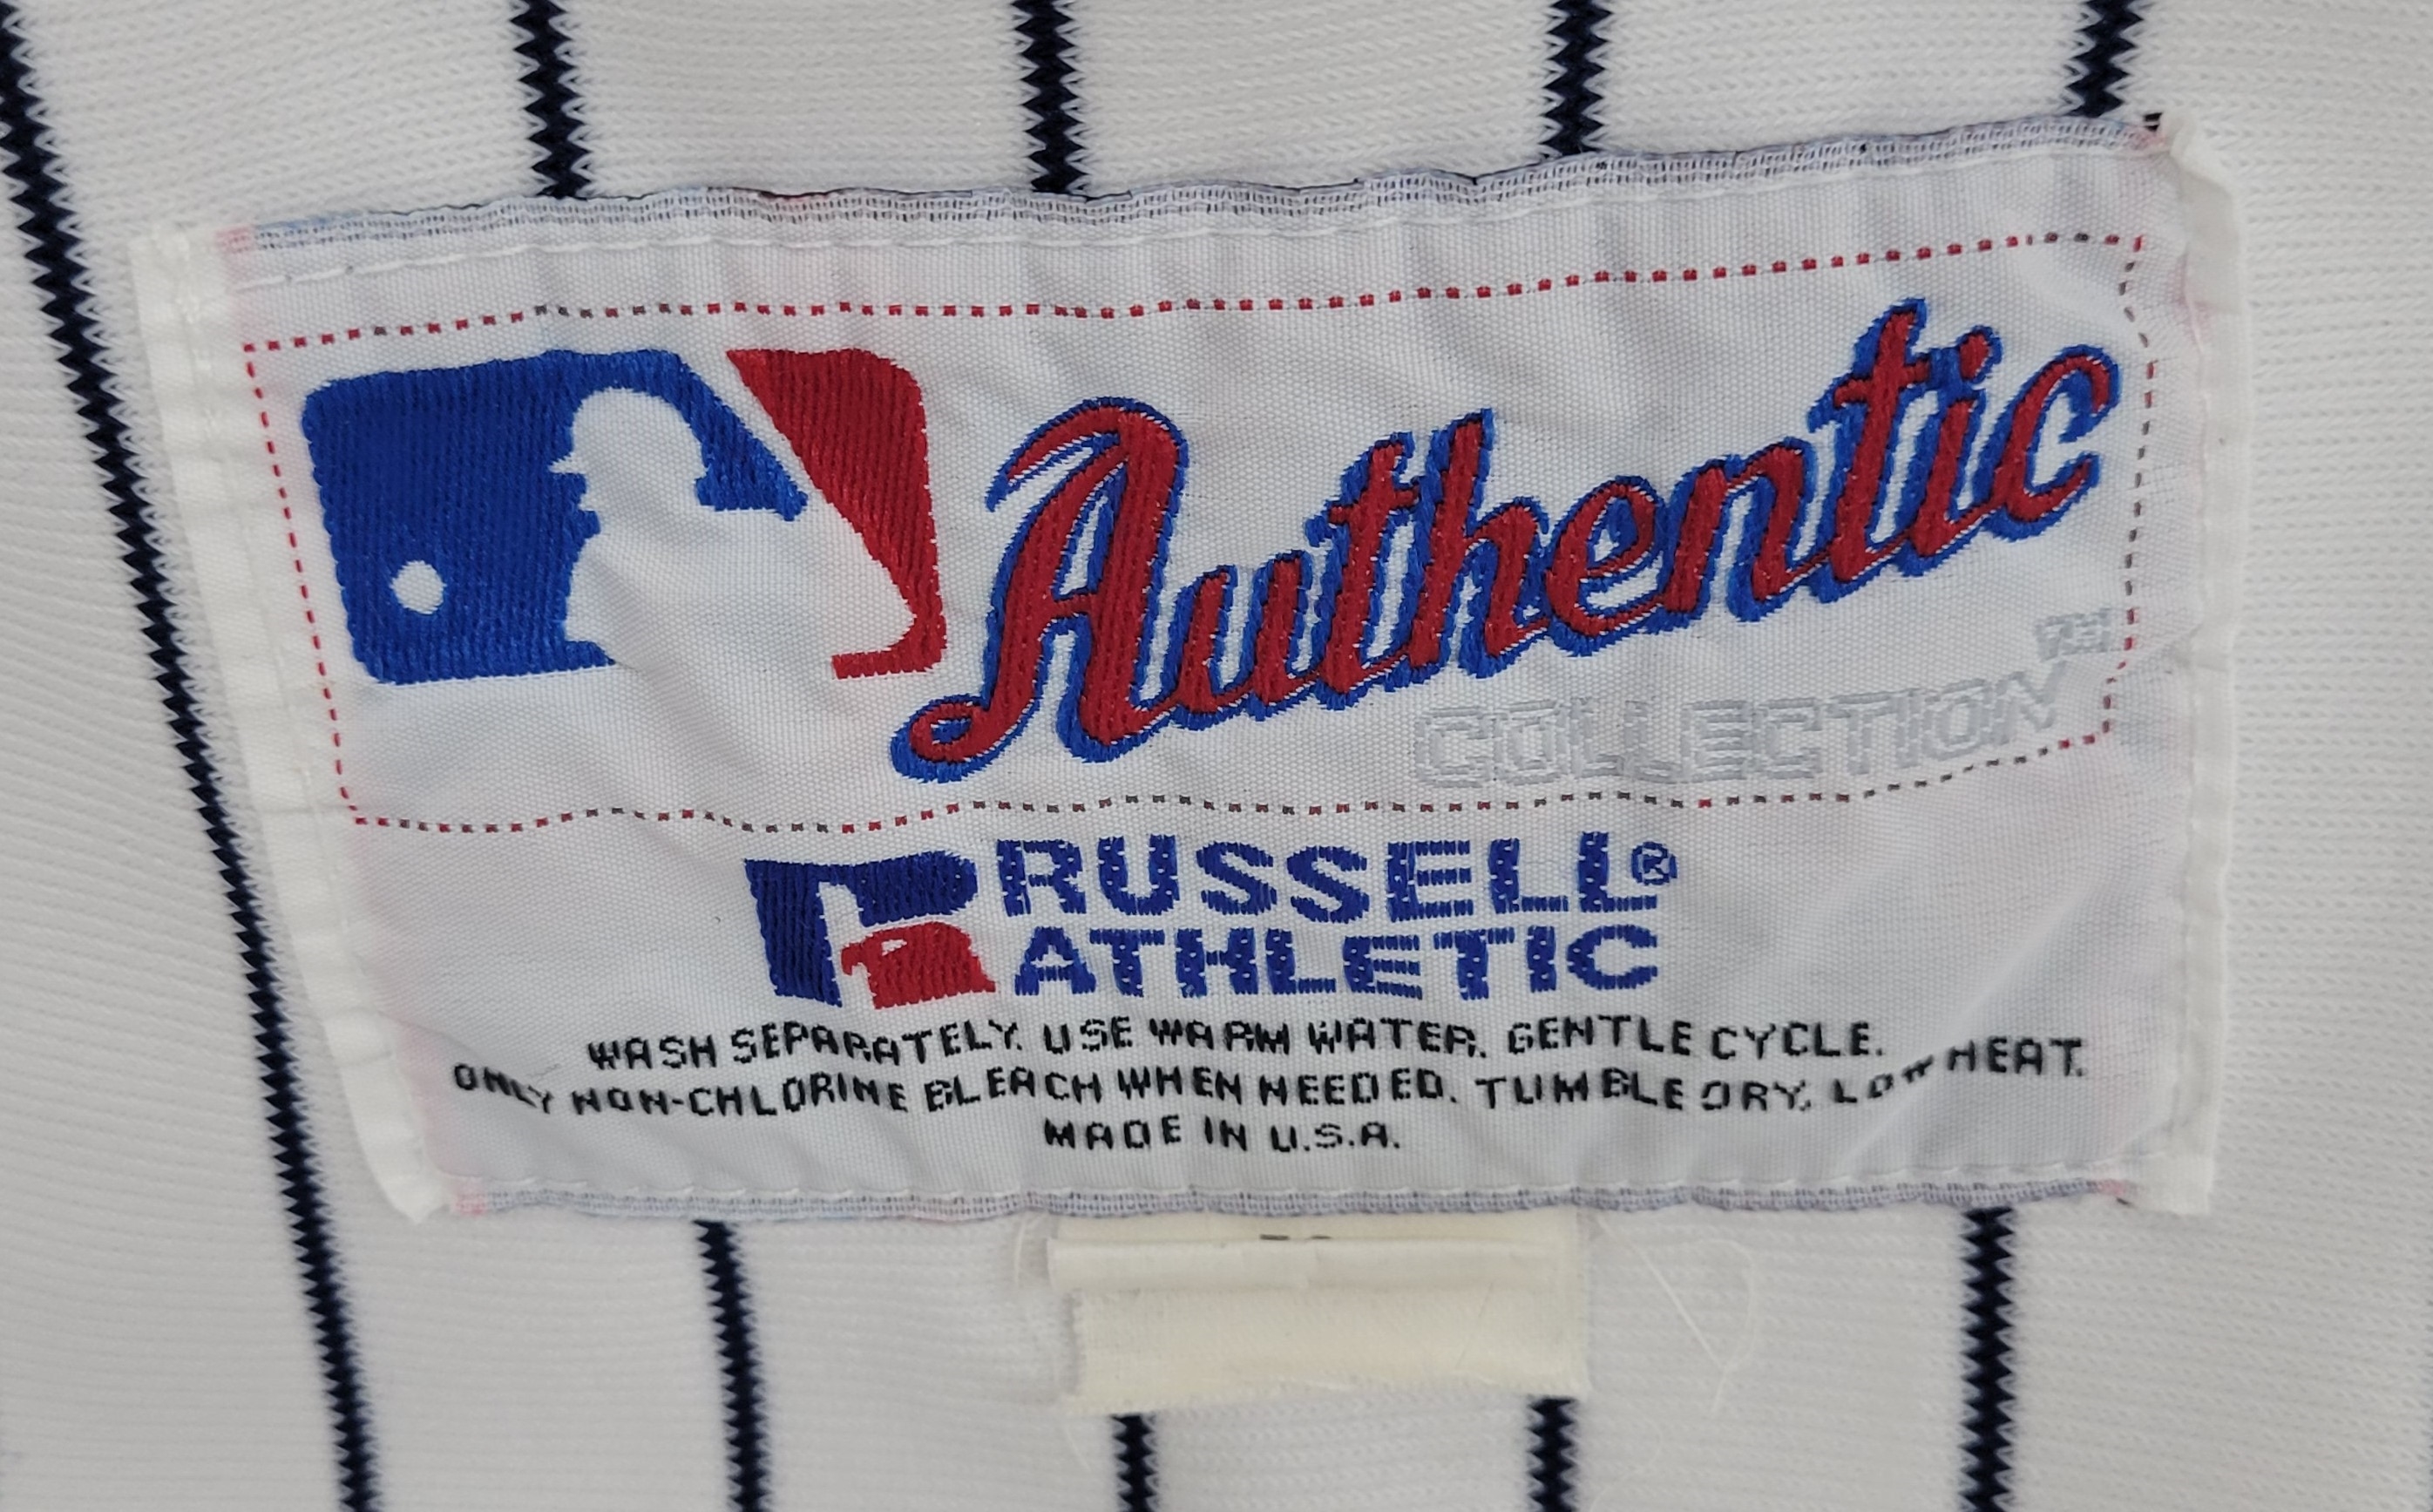 Authentic
COLLECTION™
RUSSELL®
ATHLETIC
WASH SEPARATELY. USE WARM WATER. GENTLE CYCLE.
ONLY NON-CHLORINE BLEACH WHEN NEEDED. TUMBLE DRY, LOW HEAT.
MADE IN U.S.A.